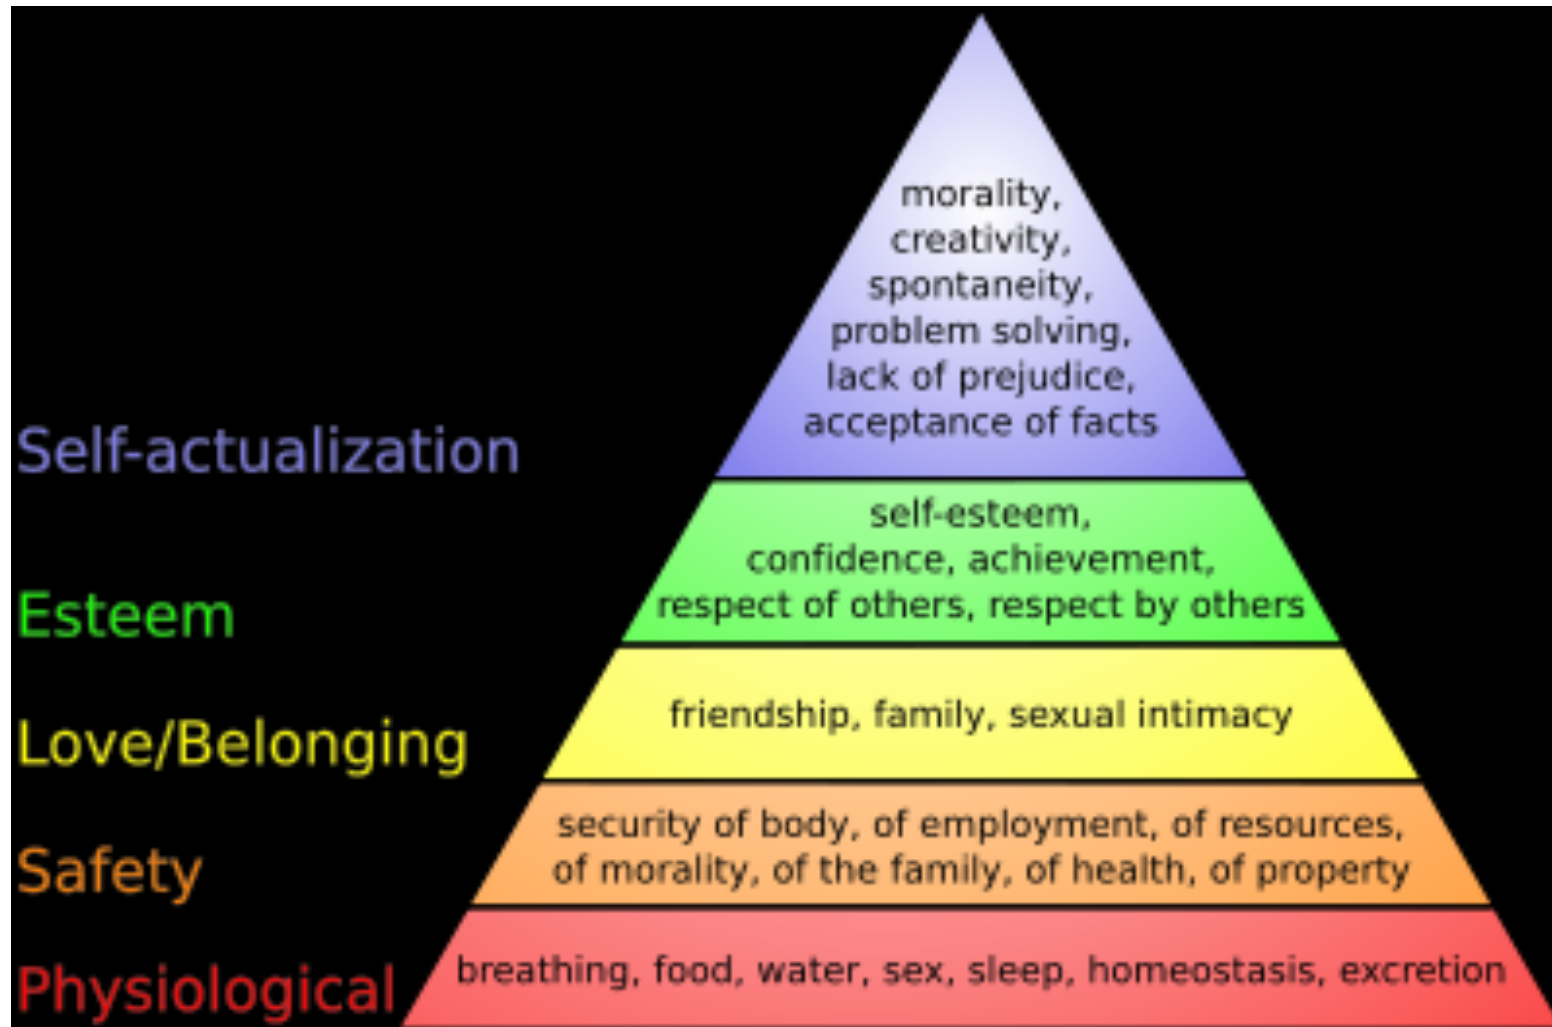 morality,
creativity,
spontaneity,
problem solving,
lack of prejudice,
acceptance of facts
Self-actualization
self-esteem,
confidence, achievement,
respect of others, respect by others
Esteem
friendship, family, sexual intimacy
Love/Belonging
security of body, of employment, of resources,
of morality, of the family, of health, of property
Safety
breathing, food, water, sex, sleep, homeostasis, excretion
Physiological